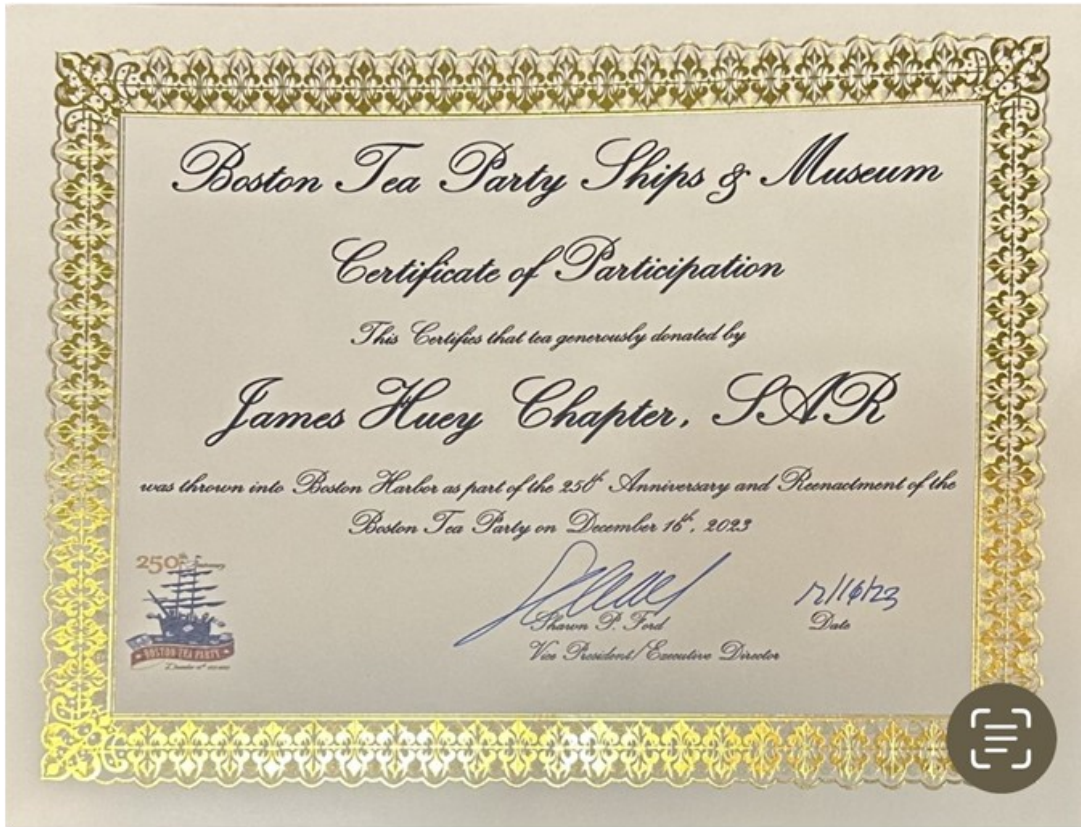 Boston Tea Party Ships & Museum
Certificate of Participation
This Certifies that tea generously donated by
James Huey Chapter, SAR
was thrown into Boston Harbor as part of the 250th Anniversary and Reenactment of the
Boston Tea Party on December 16th, 2023
250th Anniversary
BOSTON TEA PARTY
12/16/23
Shawn P. Ford
Date
Vice President/Executive Director